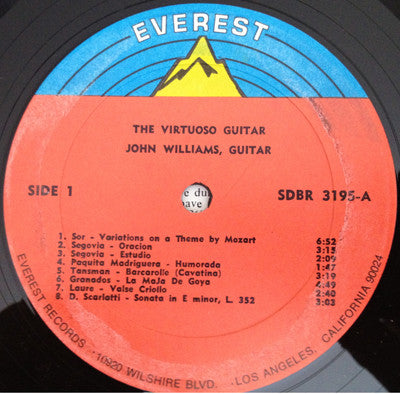 EVEREST
THE VIRTUOSO GUITAR
JOHN WILLIAMS, GUITAR
SIDE 1
SDBR 3195-A
1. Sor - Variations on a Theme by Mozart 6:52
2. Segovia - Oracion 3:15
3. Segovia - Estudio 2:09
4. Paquita Madriguera - Humorada 1:47
5. Tansman - Barcarolle (Cavatina) 3:19
6. Granados - La MaJa De Goya 4:49
7. Laure - Valse Criollo 2:40
8. D. Scarlatti - Sonata in E minor, L. 352 3:03
EVEREST RECORDS · 10920 WILSHIRE BLVD. · LOS ANGELES, CALIFORNIA 90024